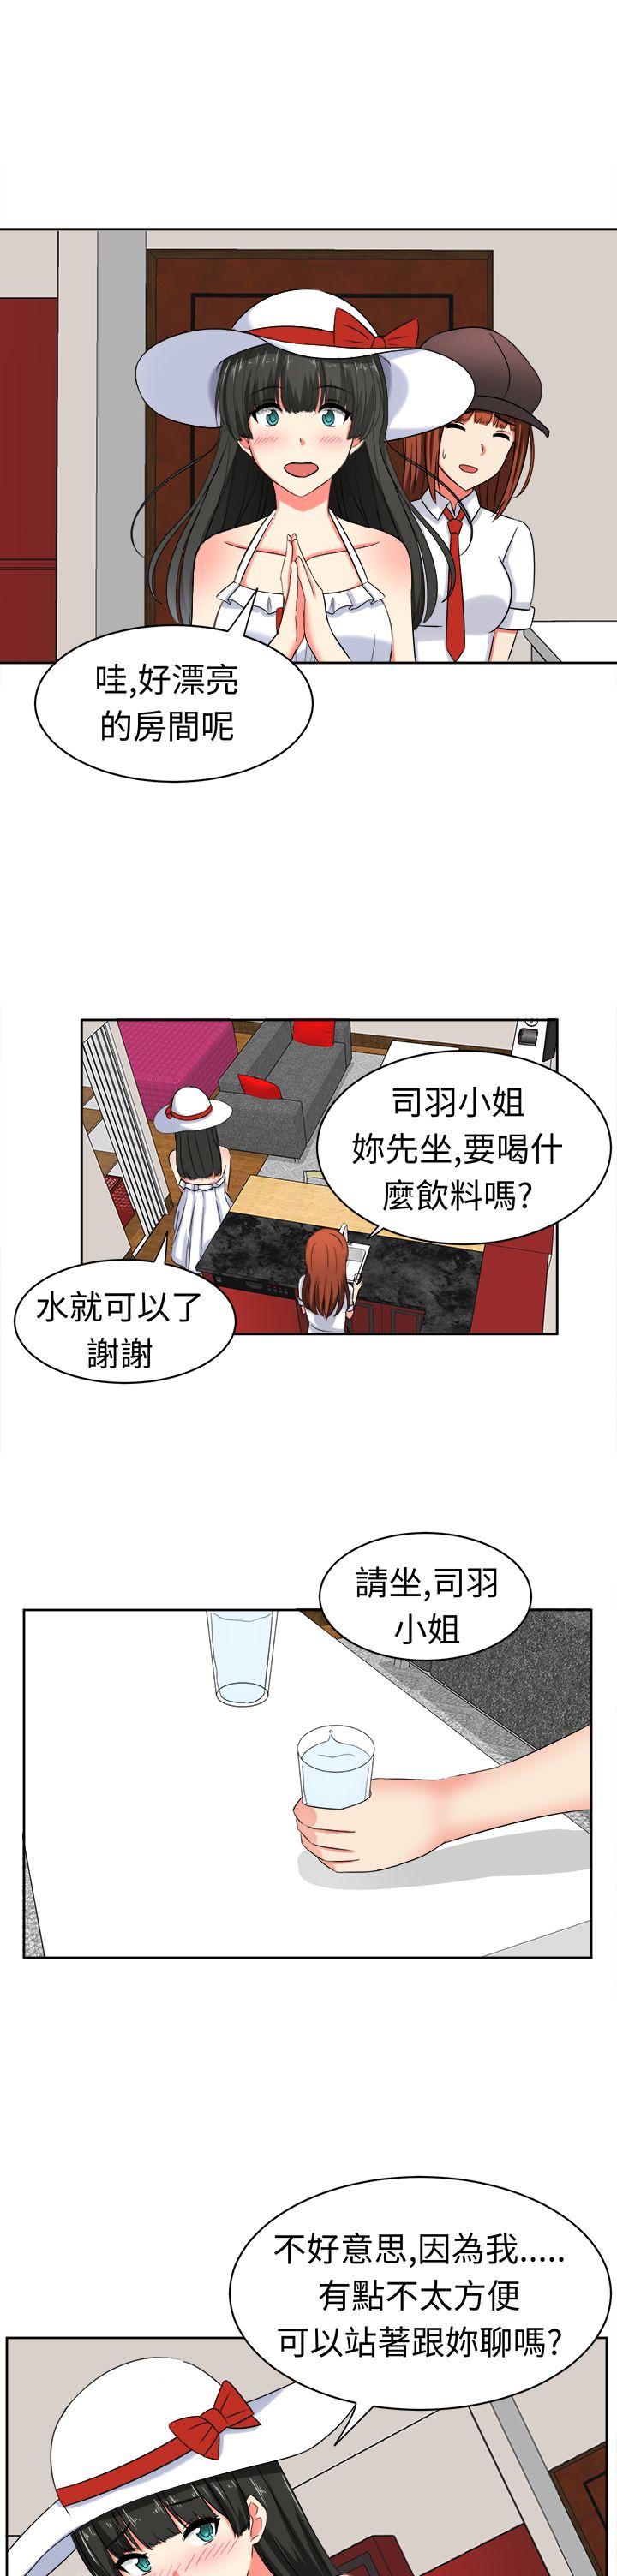 哇,好漂亮
的房間呢
司羽小姐
妳先坐,要喝什
麼飲料嗎?
水就可以了
謝謝
請坐,司羽
小姐
不好意思,因為我.....
有點不太方便
可以站著跟妳聊嗎?